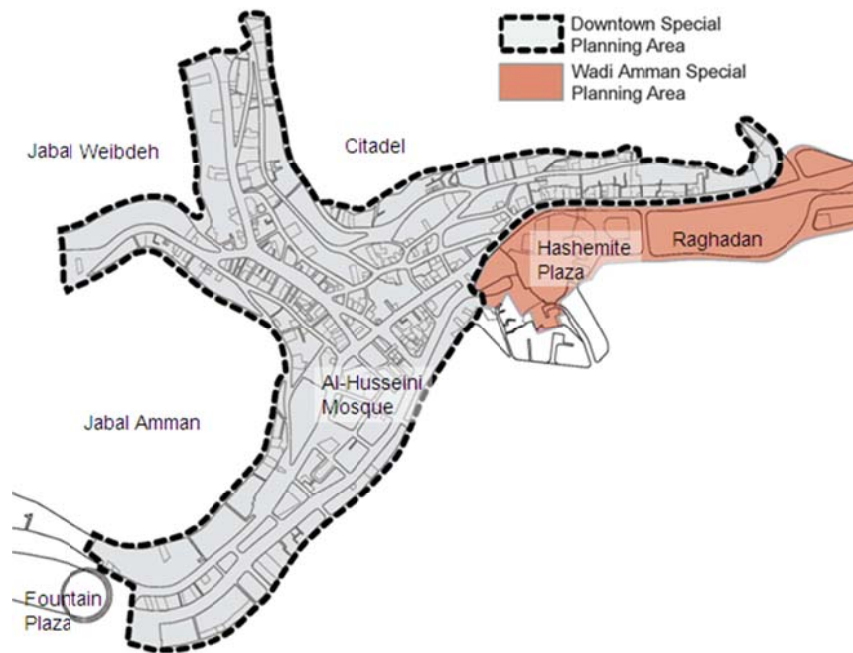 Downtown Special
Planning Area
Wadi Amman Special
Planning Area
Jabal Weibdeh
Citadel
Hashemite
Plaza
Raghadan
Al-Husseini
Mosque
Jabal Amman
1
Fountain
Plaza